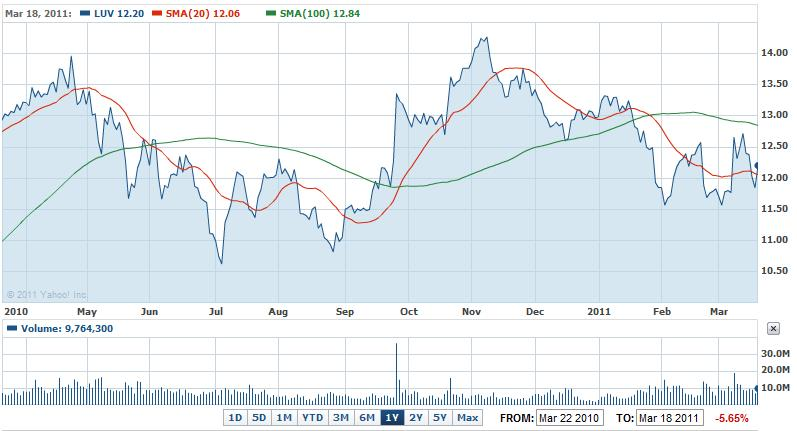 Mar 18, 2011: LUV 12.20 SMA(20) 12.06 SMA(100) 12.84
14.00
13.50
13.00
12.50
12.00
11.50
11.00
10.50
© 2011 Yahoo! Inc.
2010 May Jun Jul Aug Sep Oct Nov Dec 2011 Feb Mar
Volume: 9,764,300
30.0M
20.0M
10.0M
1D 5D 1M YTD 3M 6M 1Y 2Y 5Y Max FROM: Mar 22 2010 TO: Mar 18 2011 -5.65%